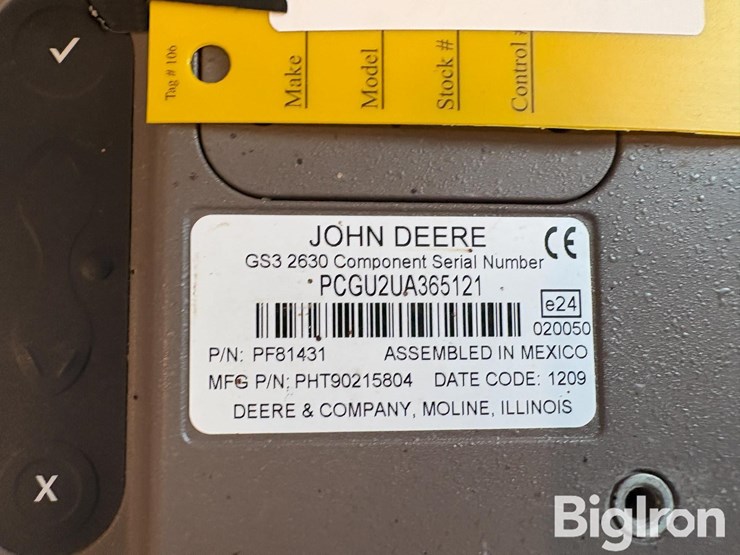 Tag # 106
Make
Model
Stock #
Control #
JOHN DEERE
CE
GS3 2630 Component Serial Number
PCGU2UA365121
e24
020050
P/N: PF81431 ASSEMBLED IN MEXICO
MFG P/N: PHT90215804 DATE CODE: 1209
DEERE & COMPANY, MOLINE, ILLINOIS
X
BigIron